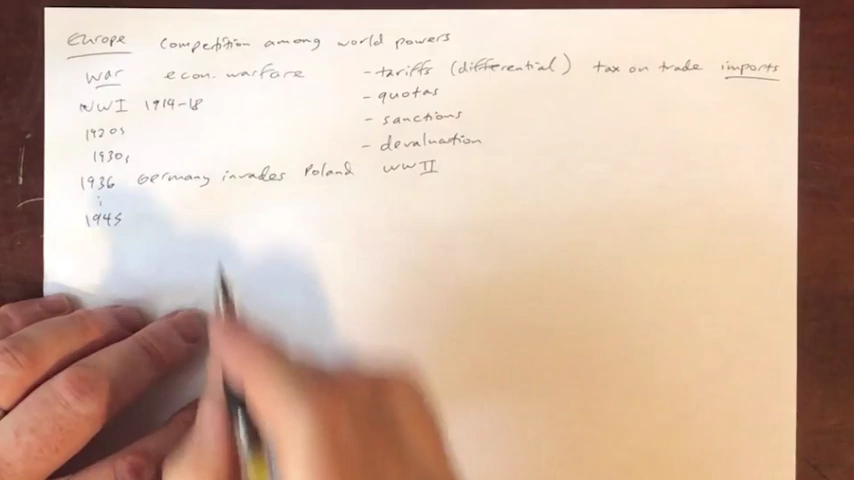 Europe competition among world powers
war econ. warfare - tariffs (differential) tax on trade imports
WWI 1914-18 - quotas
1920s - sanctions
1930s - devaluation
1936 Germany invades Poland WWII
:
1945